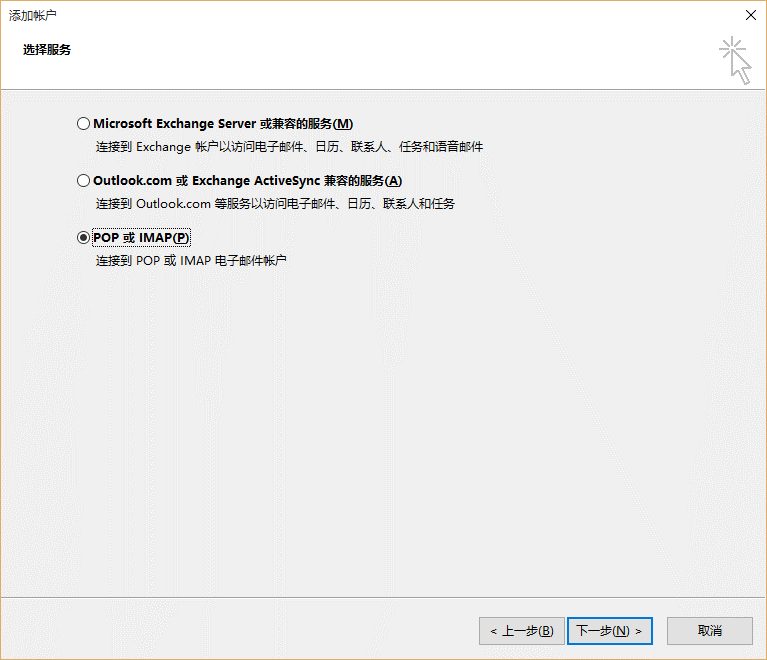 添加帐户
选择服务
Microsoft Exchange Server 或兼容的服务(M)
连接到 Exchange 帐户以访问电子邮件、日历、联系人、任务和语音邮件
Outlook.com 或 Exchange ActiveSync 兼容的服务(A)
连接到 Outlook.com 等服务以访问电子邮件、日历、联系人和任务
POP 或 IMAP(P)
连接到 POP 或 IMAP 电子邮件帐户
< 上一步(B) 下一步(N) > 取消